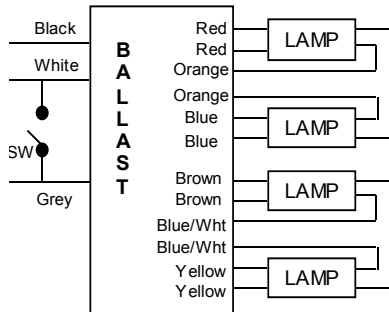 Black
White
SW
Grey
BALLAST
Red
Red
Orange
Orange
Blue
Blue
Brown
Brown
Blue/Wht
Blue/Wht
Yellow
Yellow
LAMP
LAMP
LAMP
LAMP